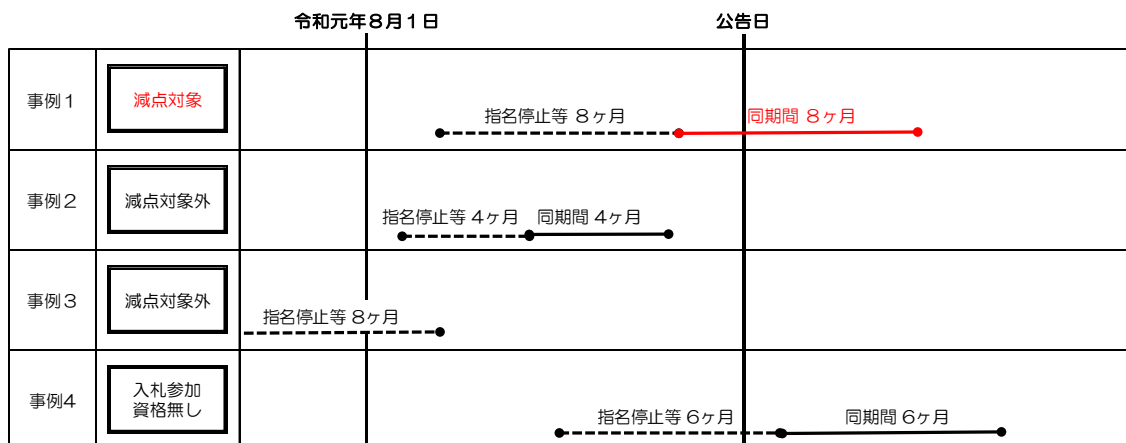 令和元年８月１日 公告日
事例１ 減点対象 指名停止等 ８ヶ月 同期間 ８ヶ月
事例２ 減点対象外 指名停止等 ４ヶ月 同期間 ４ヶ月
事例３ 減点対象外 指名停止等 ８ヶ月
事例４ 入札参加
資格無し 指名停止等 ６ヶ月 同期間 ６ヶ月